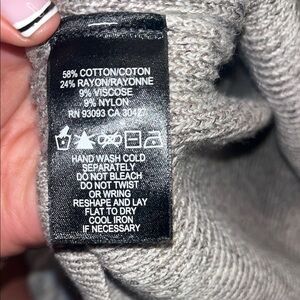 58% COTTON/COTON
24% RAYON/RAYONNE
9% VISCOSE
9% NYLON
RN 93093 CA 30427
HAND WASH COLD
SEPARATELY
DO NOT BLEACH
DO NOT TWIST
OR WRING
RESHAPE AND LAY
FLAT TO DRY
COOL IRON
IF NECESSARY